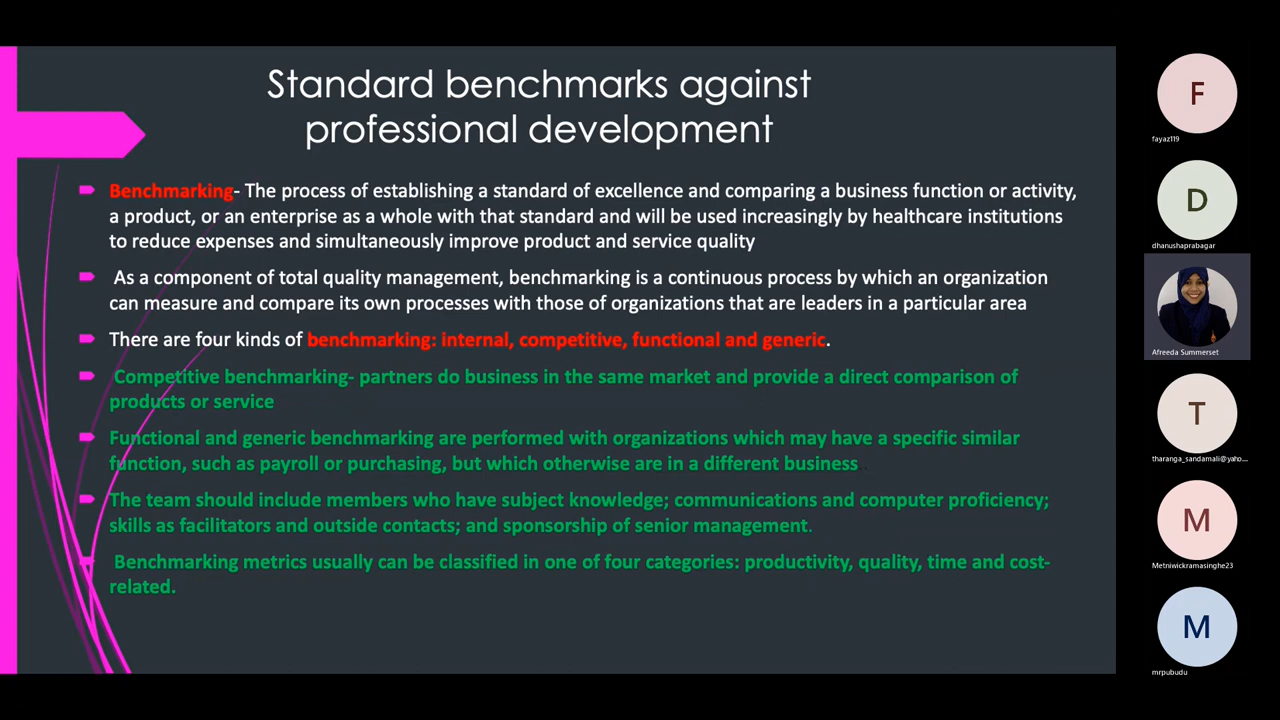 Standard benchmarks against
professional development
Benchmarking- The process of establishing a standard of excellence and comparing a business function or activity,
a product, or an enterprise as a whole with that standard and will be used increasingly by healthcare institutions
to reduce expenses and simultaneously improve product and service quality
As a component of total quality management, benchmarking is a continuous process by which an organization
can measure and compare its own processes with those of organizations that are leaders in a particular area
There are four kinds of benchmarking: internal, competitive, functional and generic.
Competitive benchmarking- partners do business in the same market and provide a direct comparison of
products or service
Functional and generic benchmarking are performed with organizations which may have a specific similar
function, such as payroll or purchasing, but which otherwise are in a different business
The team should include members who have subject knowledge; communications and computer proficiency;
skills as facilitators and outside contacts; and sponsorship of senior management.
Benchmarking metrics usually can be classified in one of four categories: productivity, quality, time and cost-
related.
F
fayaz119
D
dhanushaprabagar
Afreeda Summerset
T
tharanga_sandamali@yaho...
M
Metniwickramasinghe23
M
mrpubudu